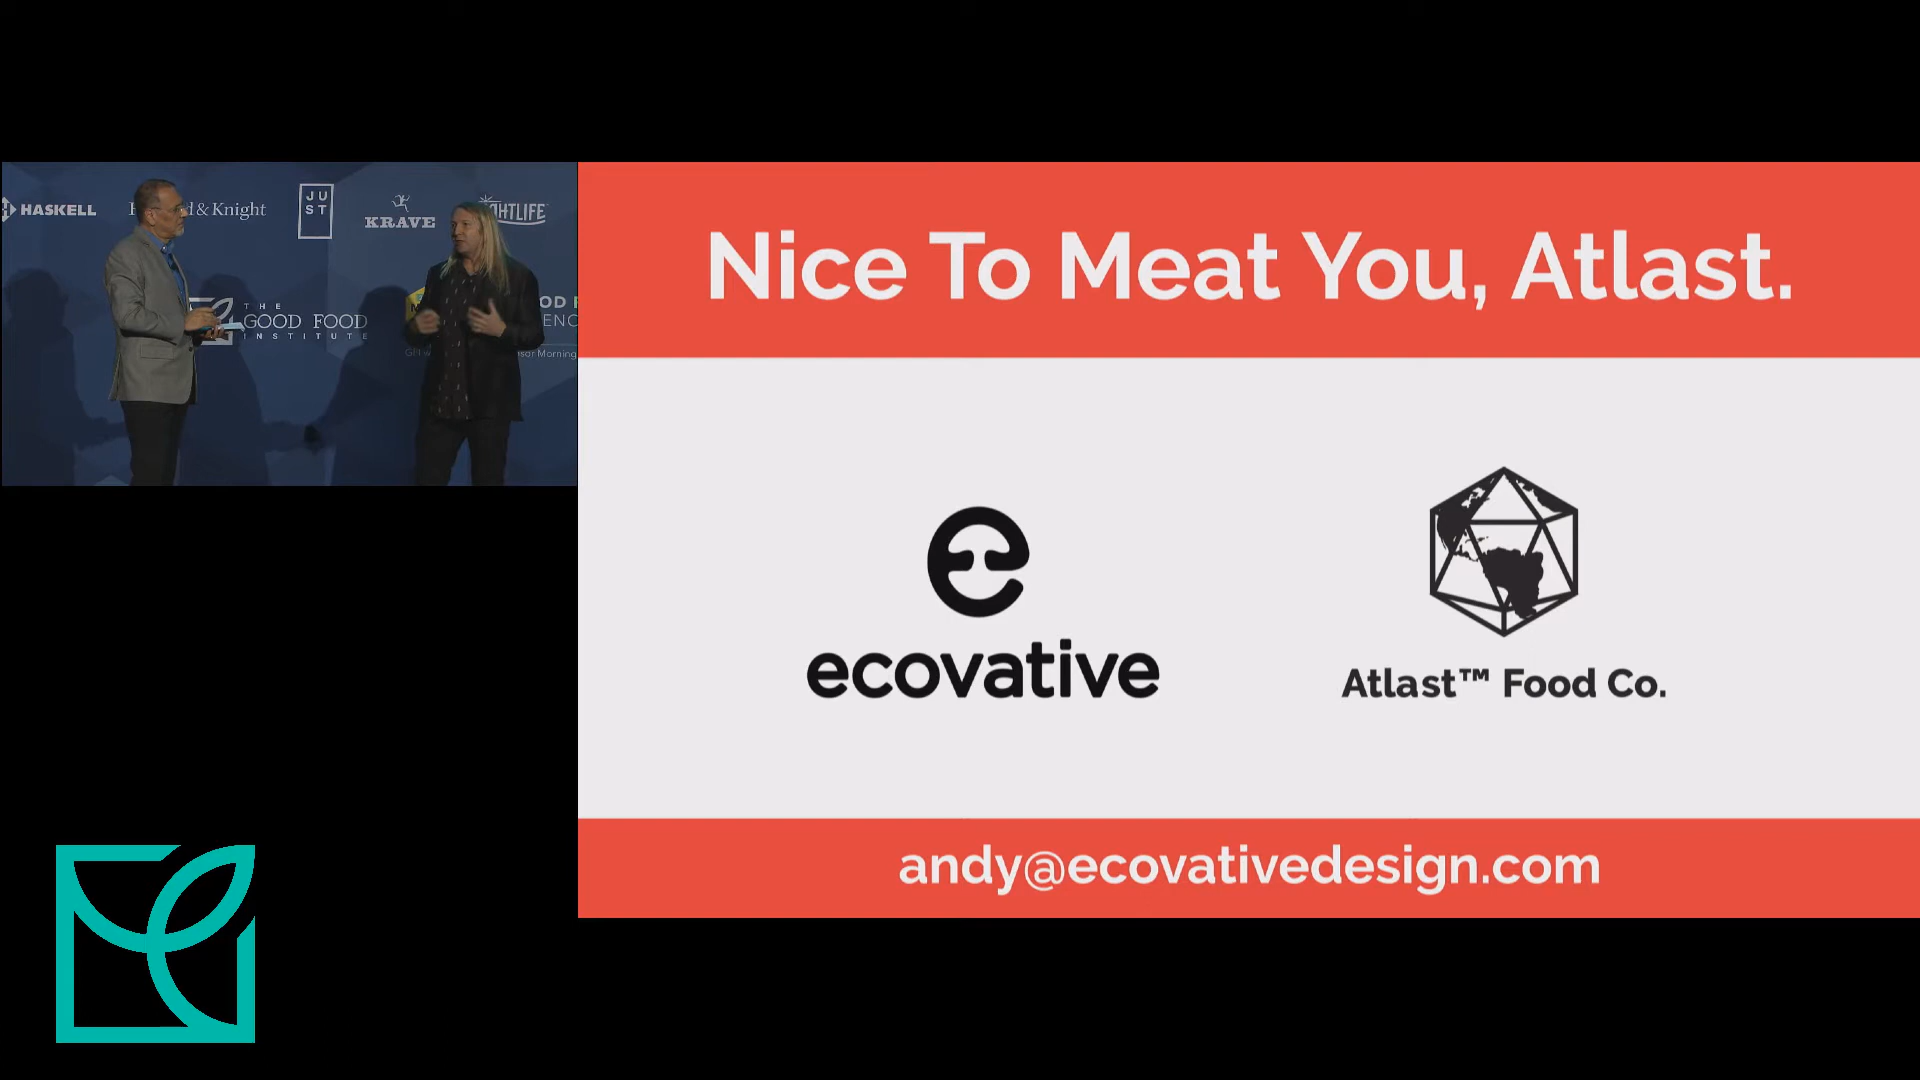 HASKELL
& Knight
JU
ST
KRAVE
THE
GOOD FOOD
INSTITUTE
Nice To Meat You, Atlast.
ecovative
Atlast™ Food Co.
andy@ecovativedesign.com